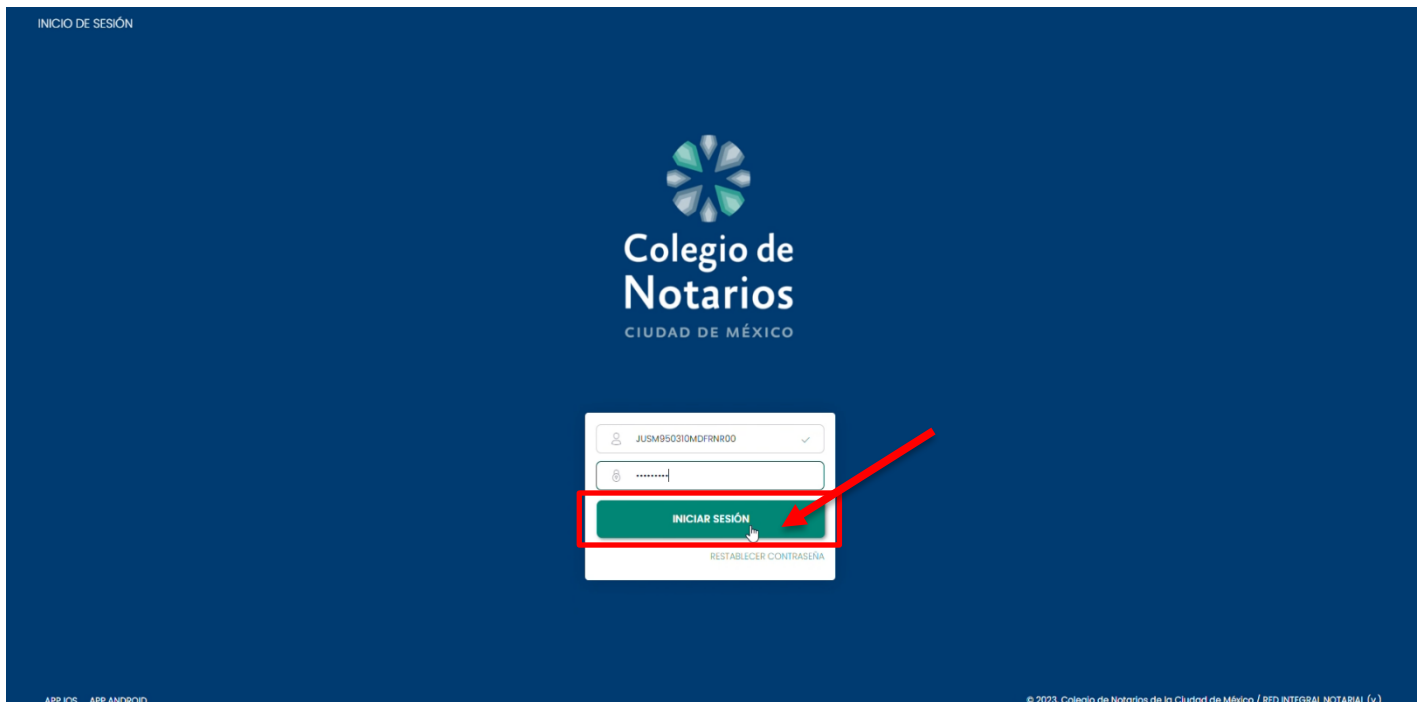 INICIO DE SESIÓN
Colegio de
Notarios
CIUDAD DE MÉXICO
JUSM950310MDFRNR00
•••••••••
INICIAR SESIÓN
RESTABLECER CONTRASEÑA
APP IOS APP ANDROID
© 2023, Colegio de Notarios de la Ciudad de México / RED INTEGRAL NOTARIAL (v.)